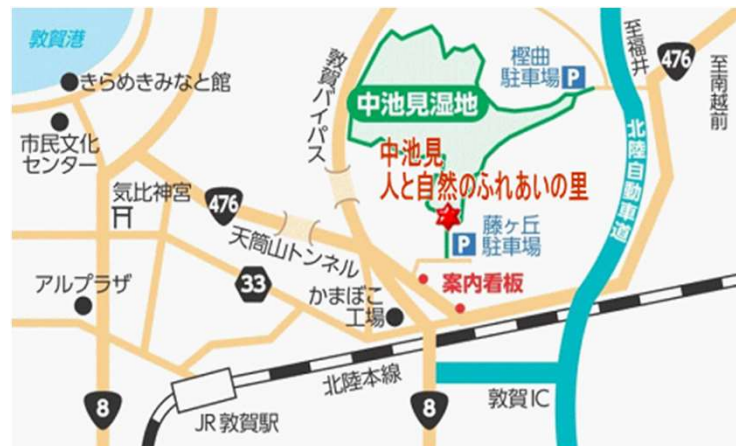 敦賀港
きらめきみなと館
市民文化
センター
気比神宮
476
天筒山トンネル
33
アルプラザ
かまぼこ
工場
8
JR敦賀駅
北陸本線
8
敦賀IC
敦賀バイパス
中池見湿地
中池見
人と自然のふれあいの里
樫曲
駐車場
P
P
藤ヶ丘
駐車場
案内看板
至福井
476
至南越前
北陸自動車道